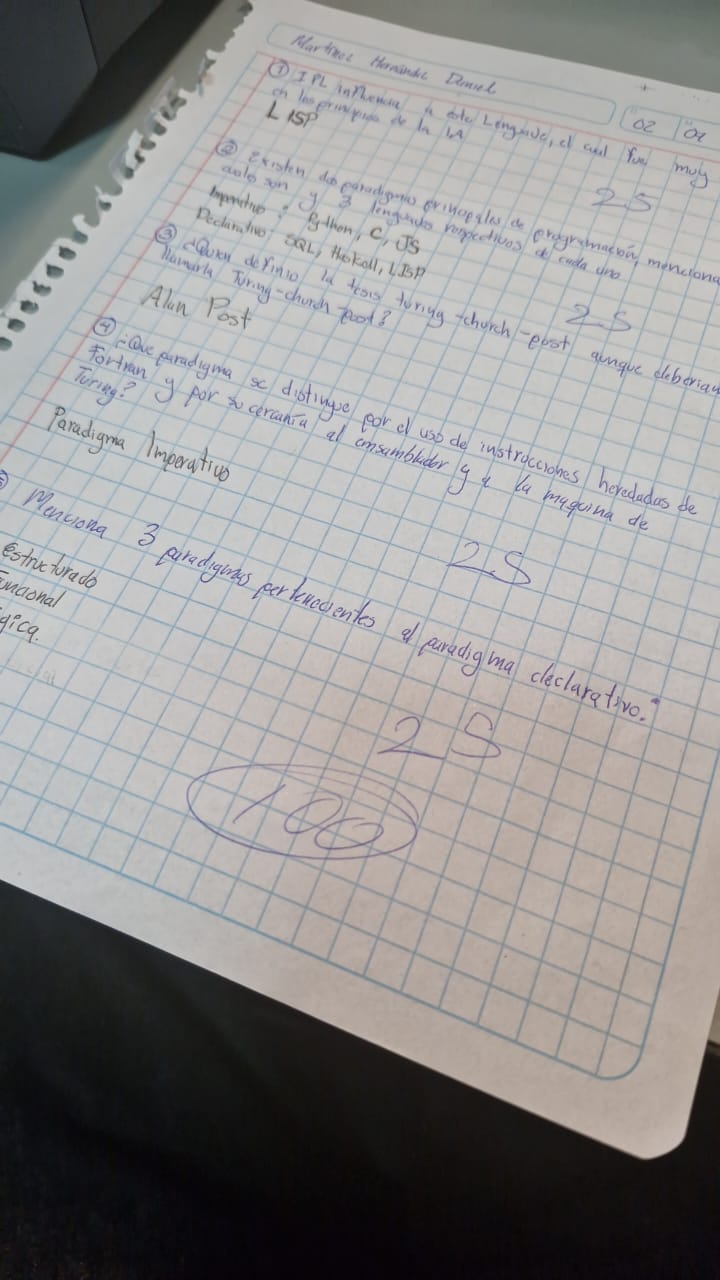 Martínez Hernández Daniel
02 02
① IPL influencia a este Lenguaje, el cual fue muy
en los principios de la IA
LISP
25
② Existen dos paradigmas principales de programación, menciona
cuales son y 3 lenguajes respectivos de cada uno
Imperativo: Python, C, JS
Declarativo: SQL, Haskell, LISP
25
③ ¿Quien definio la tesis turing-church-post aunque deberian
llamarla Turing-church-post?
Alan Post
④ ¿Que paradigma se distingue por el uso de instrucciones heredadas de
Fortran y por su cercanía al ensamblador y a la maquina de
Turing?
Paradigma Imperativo
25
Menciona 3 paradigmas pertenecientes al paradigma declarativo."
estructurado
funcional
25
100